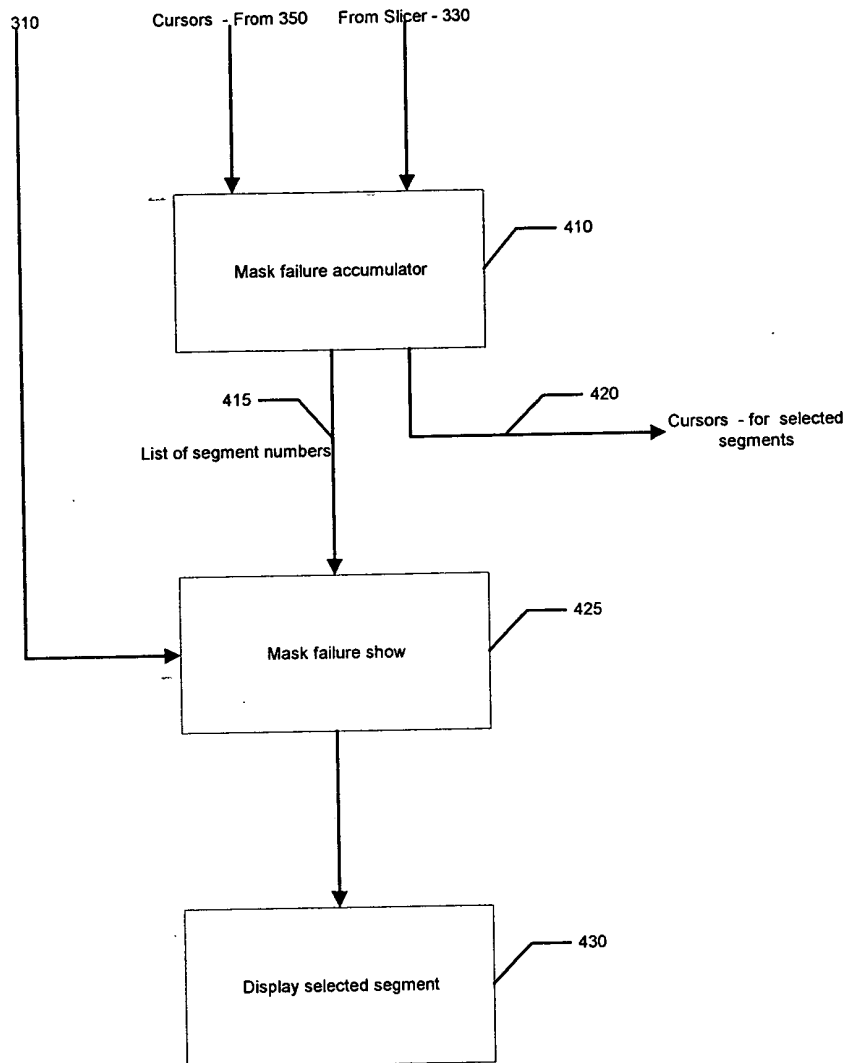 310
Cursors - From 350
From Slicer - 330
410
Mask failure accumulator
415
420
Cursors - for selected
segments
List of segment numbers
425
Mask failure show
430
Display selected segment